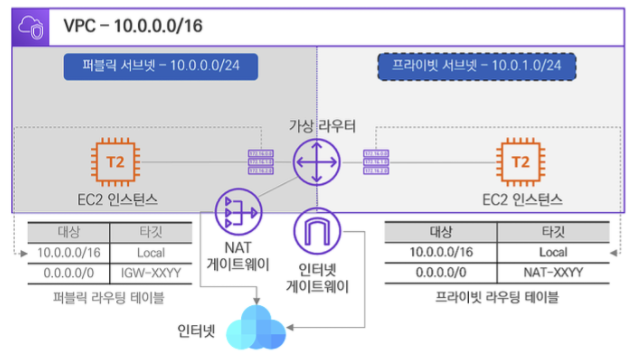 VPC – 10.0.0.0/16
퍼블릭 서브넷 – 10.0.0.0/24
프라이빗 서브넷 – 10.0.1.0/24
가상 라우터
T2
T2
EC2 인스턴스
EC2 인스턴스
NAT
게이트웨이
인터넷
게이트웨이
대상 타깃
10.0.0.0/16 Local
0.0.0.0/0 IGW-XXYY
퍼블릭 라우팅 테이블
대상 타깃
10.0.0.0/16 Local
0.0.0.0/0 NAT-XXYY
프라이빗 라우팅 테이블
인터넷